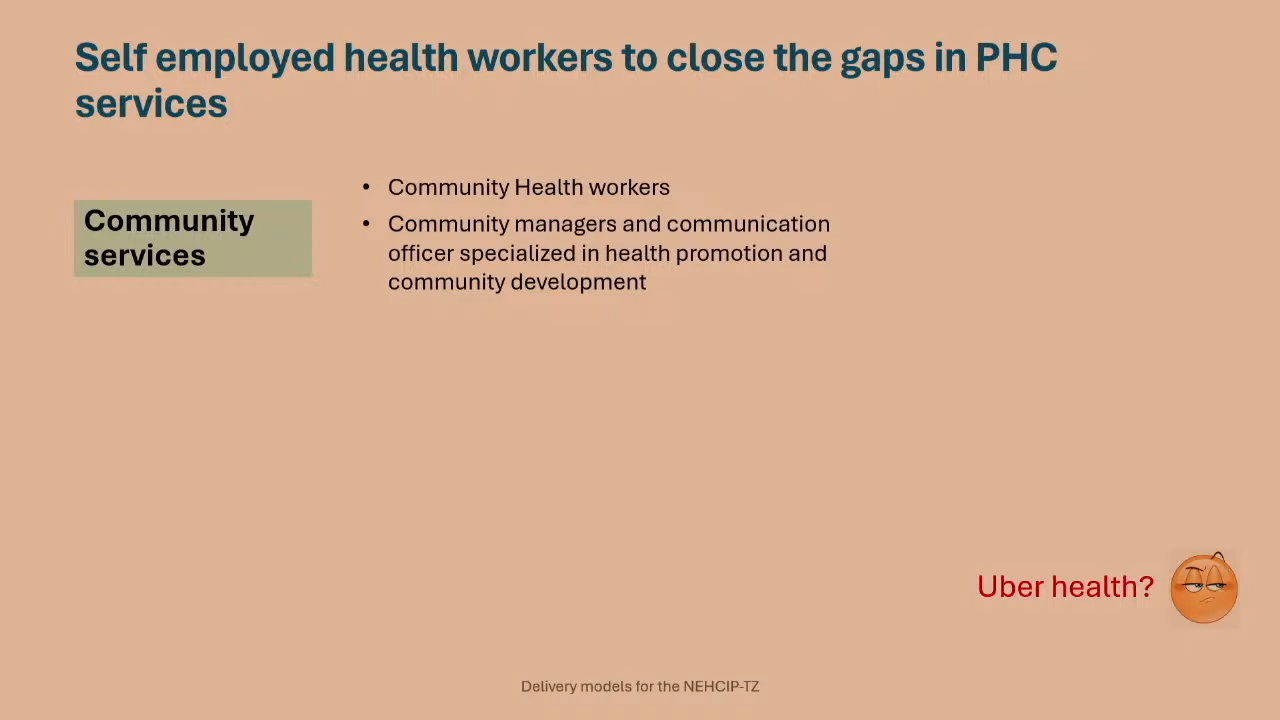 Self employed health workers to close the gaps in PHC
services
Community
services
• Community Health workers
• Community managers and communication
officer specialized in health promotion and
community development
Uber health?
Delivery models for the NEHCIP-TZ